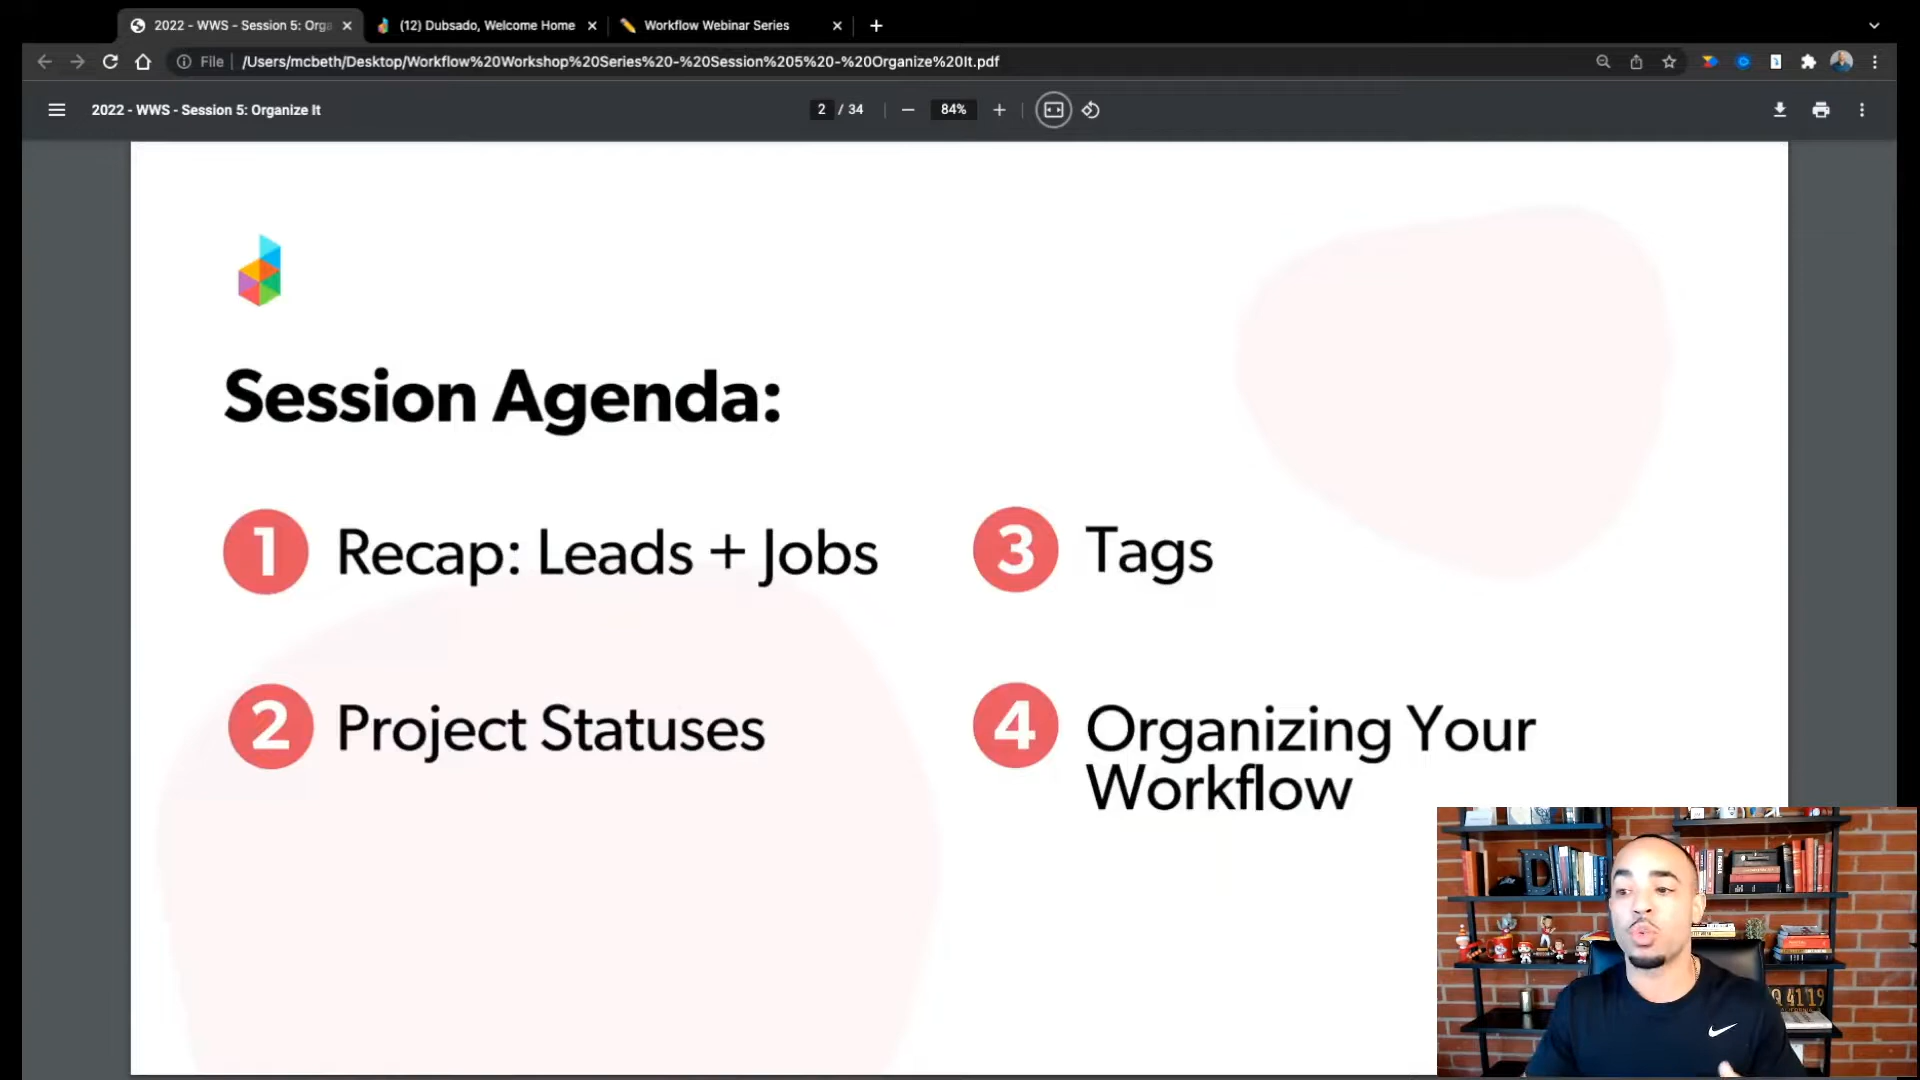 2022 - WWS - Session 5: Orga
(12) Dubsado, Welcome Home
Workflow Webinar Series
File
/Users/mcbeth/Desktop/Workflow%20Workshop%20Series%20-%20Session%205%20-%20Organize%20It.pdf
2022 - WWS - Session 5: Organize It
2 / 34
84%
Session Agenda:
1 Recap: Leads + Jobs
2 Project Statuses
3 Tags
4 Organizing Your
Workflow
D
41119